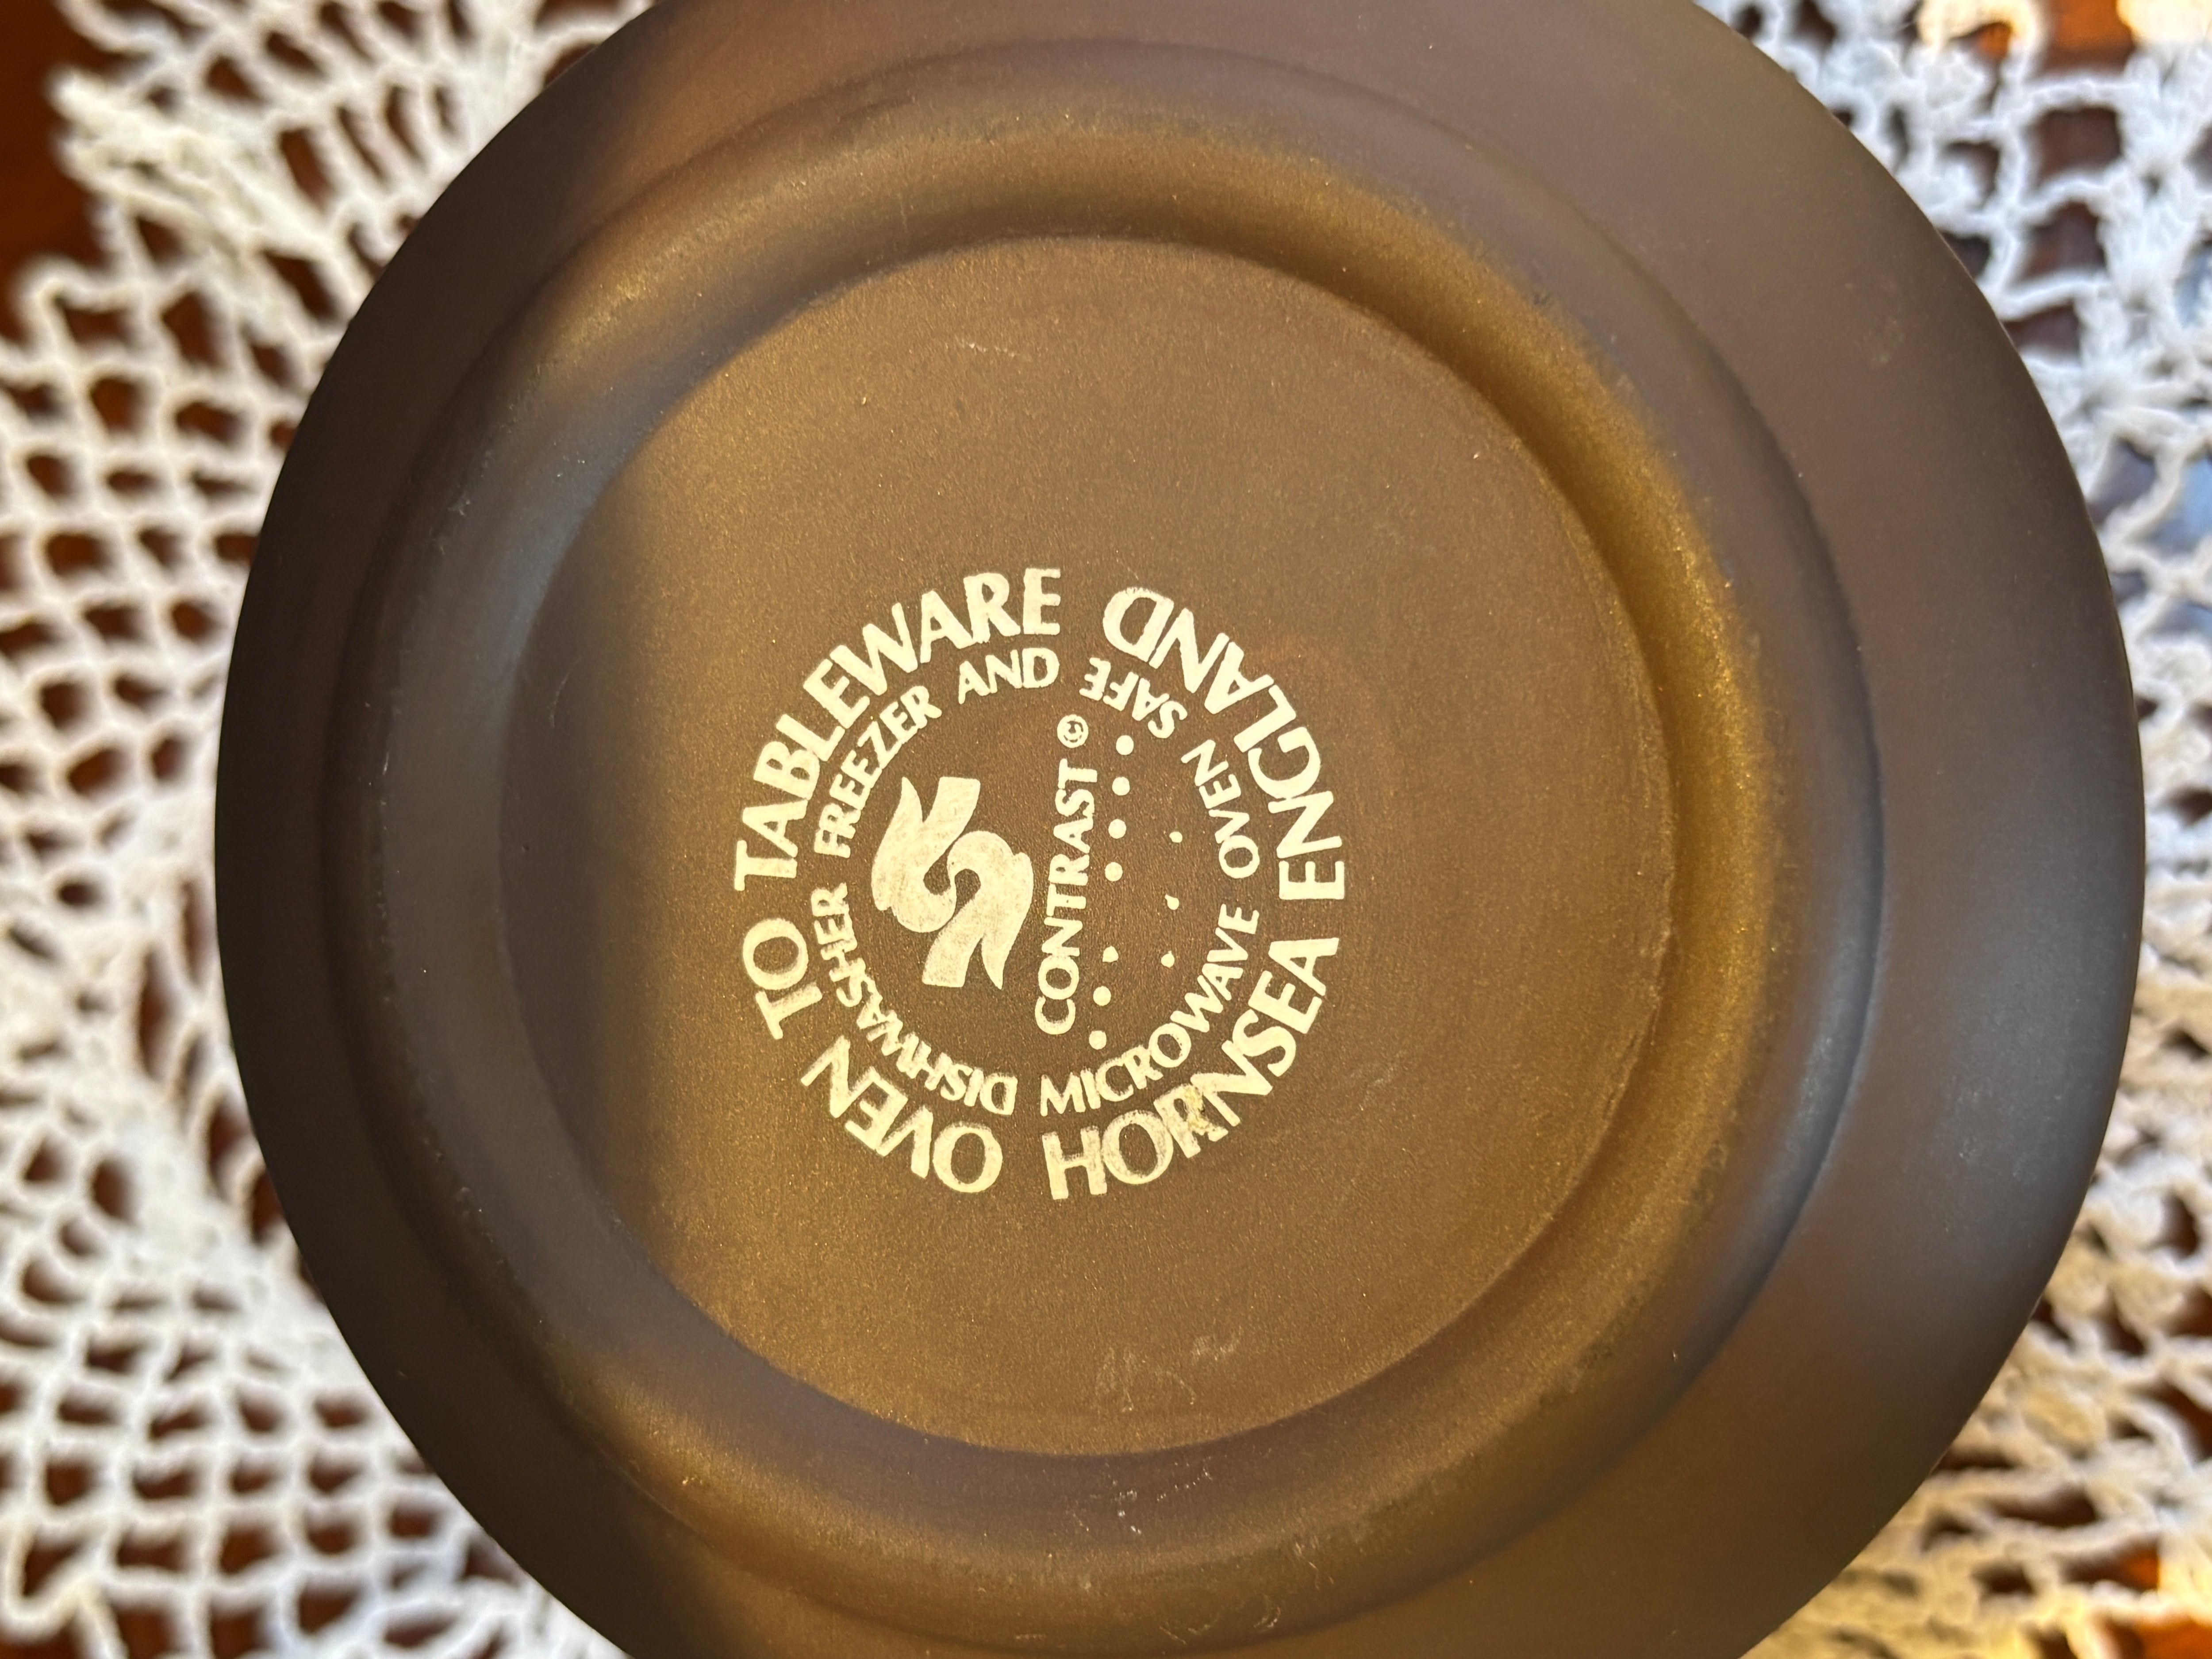 OVEN TO TABLEWARE
DISHWASHER FREEZER AND
CONTRAST ©
MICROWAVE OVEN SAFE
HORNSEA ENGLAND